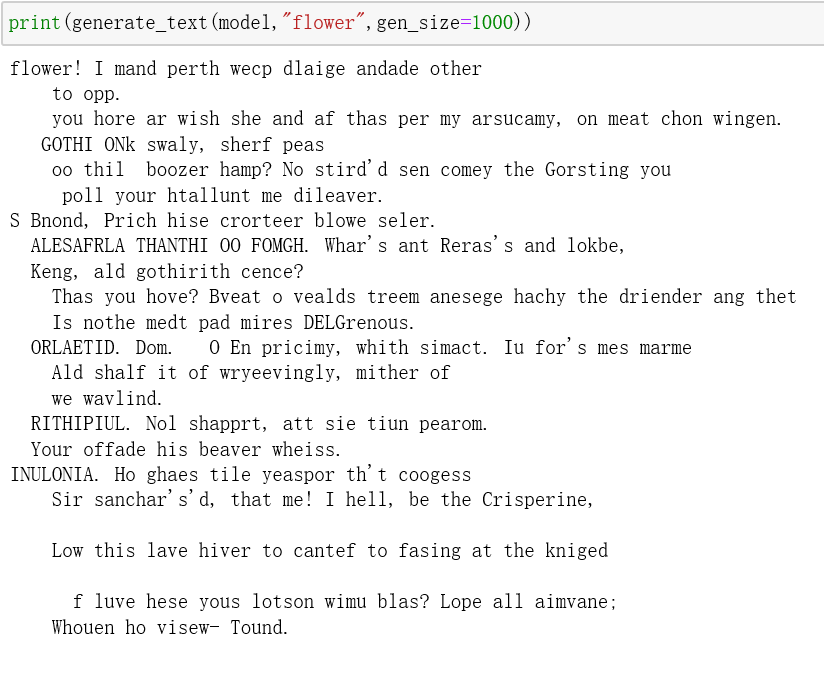 print(generate_text(model,"flower",gen_size=1000))
flower! I mand perth wecp dlaige andade other
to opp.
you hore ar wish she and af thas per my arsucamy, on meat chon wingen.
GOTHI ONk swaly, sherf peas
oo thil  boozer hamp? No stird'd sen comey the Gorsting you
poll your htallunt me dileaver.
S Bnond, Prich hise crorteer blowe seler.
ALESAFRLA THANTHI OO FOMGH. Whar's ant Reras's and lokbe,
Keng, ald gothirith cence?
Thas you hove? Bveat o vealds treem anesege hachy the driender ang thet
Is nothe medt pad mires DELGrenous.
ORLAETID. Dom.   O En pricimy, whith simact. Iu for's mes marme
Ald shalf it of wryeevingly, mither of
we wavlind.
RITHIPIUL. Nol shapprt, att sie tiun pearom.
Your offade his beaver wheiss.
INULONIA. Ho ghaes tile yeaspor th't coogess
Sir sanchar's'd, that me! I hell, be the Crisperine,
Low this lave hiver to cantef to fasing at the kniged
f luve hese yous lotson wimu blas? Lope all aimvane;
Whouen ho visew- Tound.